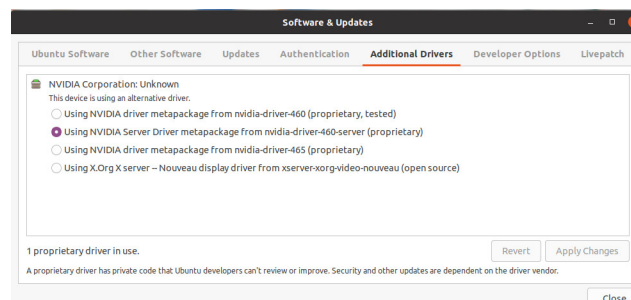 Software & Updates
Ubuntu Software Other Software Updates Authentication Additional Drivers Developer Options Livepatch
NVIDIA Corporation: Unknown
This device is using an alternative driver.
Using NVIDIA driver metapackage from nvidia-driver-460 (proprietary, tested)
Using NVIDIA Server Driver metapackage from nvidia-driver-460-server (proprietary)
Using NVIDIA driver metapackage from nvidia-driver-465 (proprietary)
Using X.Org X server – Nouveau display driver from xserver-xorg-video-nouveau (open source)
1 proprietary driver in use. Revert Apply Changes
A proprietary driver has private code that Ubuntu developers can't review or improve. Security and other updates are dependent on the driver vendor.
Close